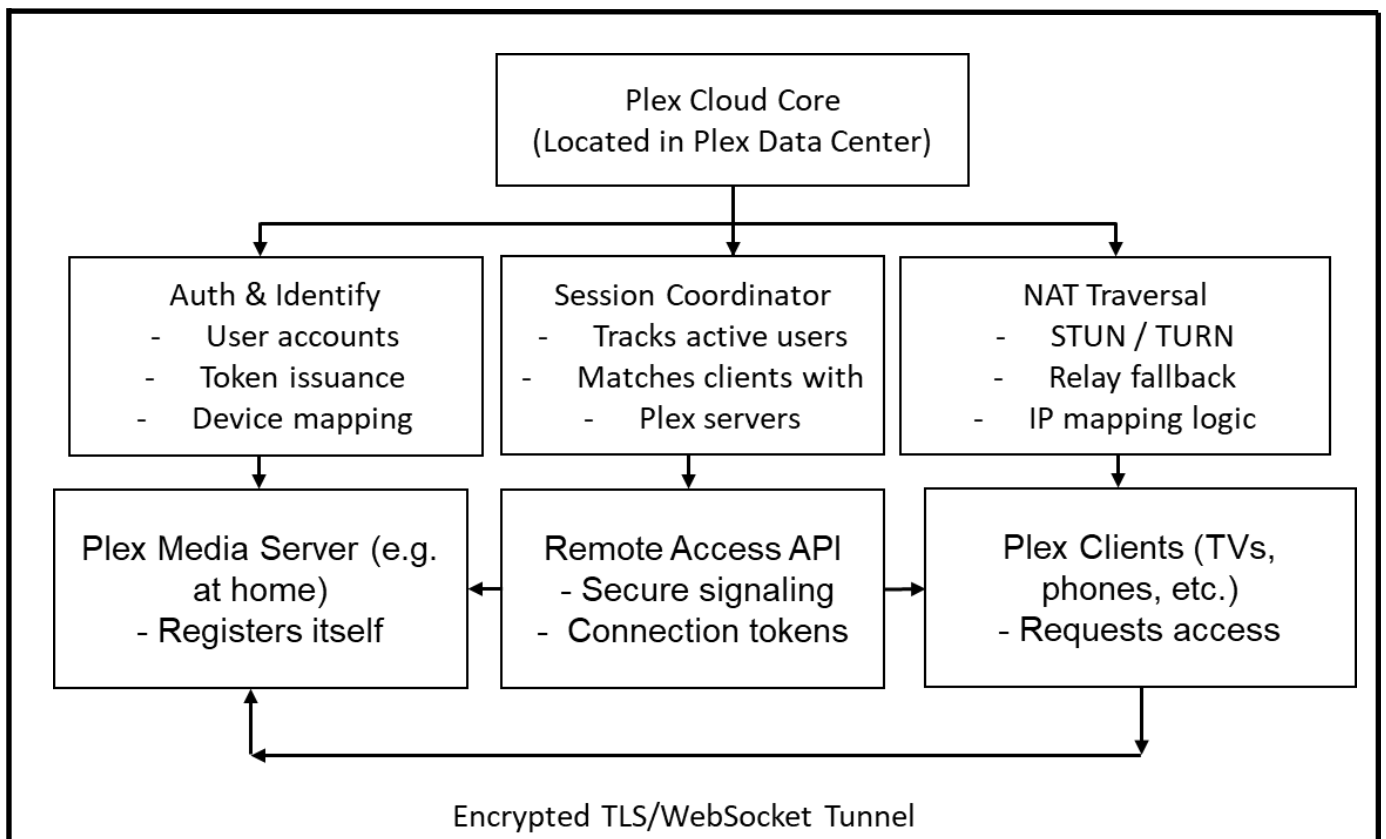 Plex Cloud Core
(Located in Plex Data Center)
Auth & Identify
- User accounts
- Token issuance
- Device mapping
Session Coordinator
- Tracks active users
- Matches clients with
- Plex servers
NAT Traversal
- STUN / TURN
- Relay fallback
- IP mapping logic
Plex Media Server (e.g.
at home)
- Registers itself
Remote Access API
- Secure signaling
- Connection tokens
Plex Clients (TVs,
phones, etc.)
- Requests access
Encrypted TLS/WebSocket Tunnel